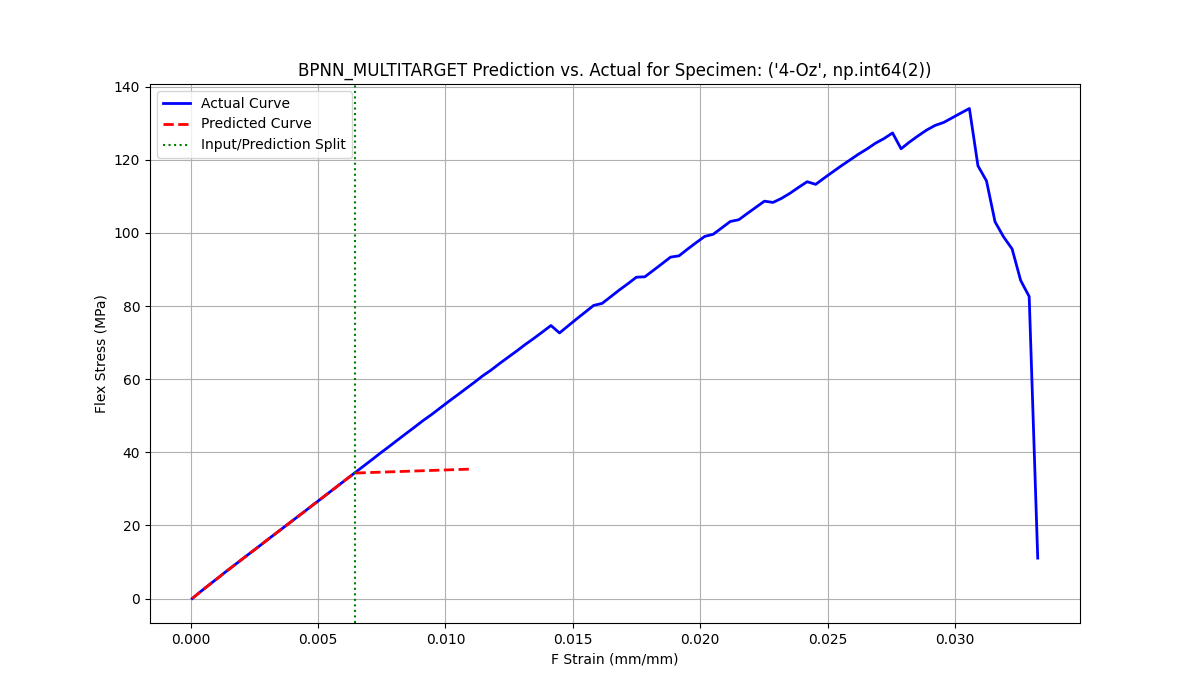 BPNN_MULTITARGET Prediction vs. Actual for Specimen: ('4-Oz', np.int64(2))
Actual Curve
Predicted Curve
Input/Prediction Split
Flex Stress (MPa)
140
120
100
80
60
40
20
0
0.000 0.005 0.010 0.015 0.020 0.025 0.030
F Strain (mm/mm)